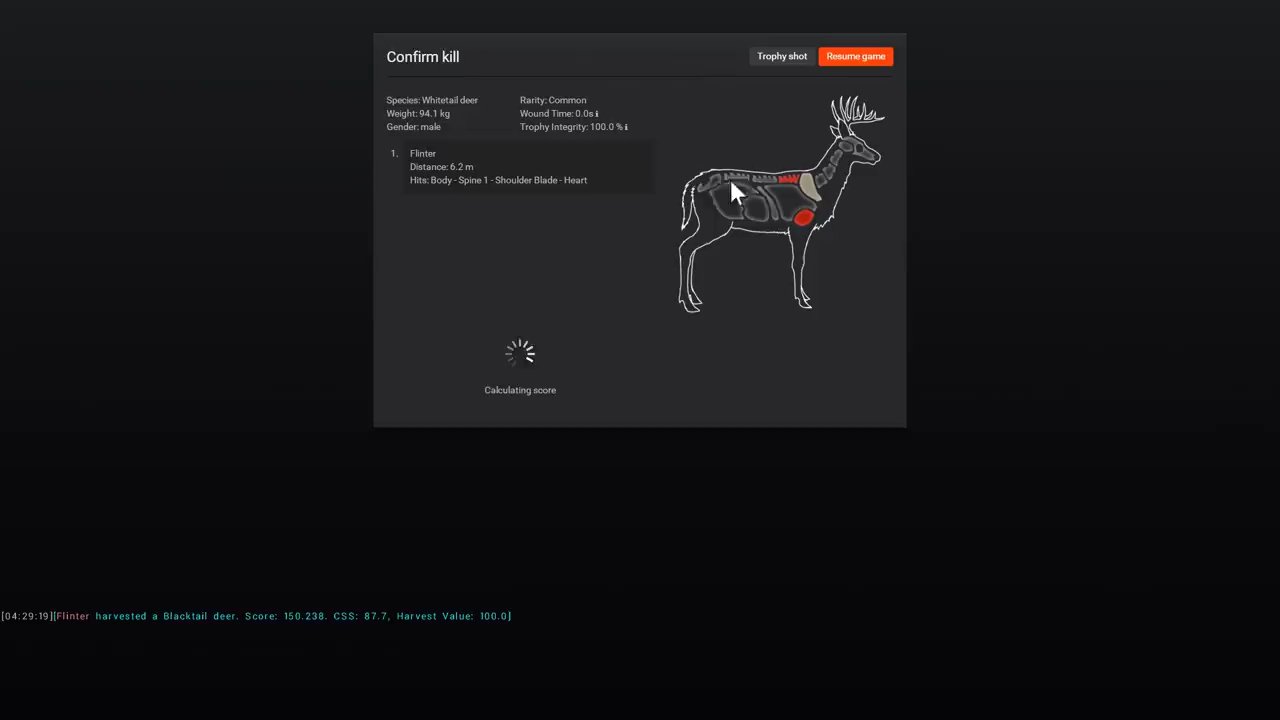 Confirm kill
Trophy shot
Resume game
Species: Whitetail deer
Weight: 94.1 kg
Gender: male
Rarity: Common
Wound Time: 0.0s i
Trophy Integrity: 100.0 % i
1. Flinter
Distance: 6.2 m
Hits: Body - Spine 1 - Shoulder Blade - Heart
Calculating score
[04:29:19][Flinter harvested a Blacktail deer. Score: 150.238. CSS: 87.7, Harvest Value: 100.0]